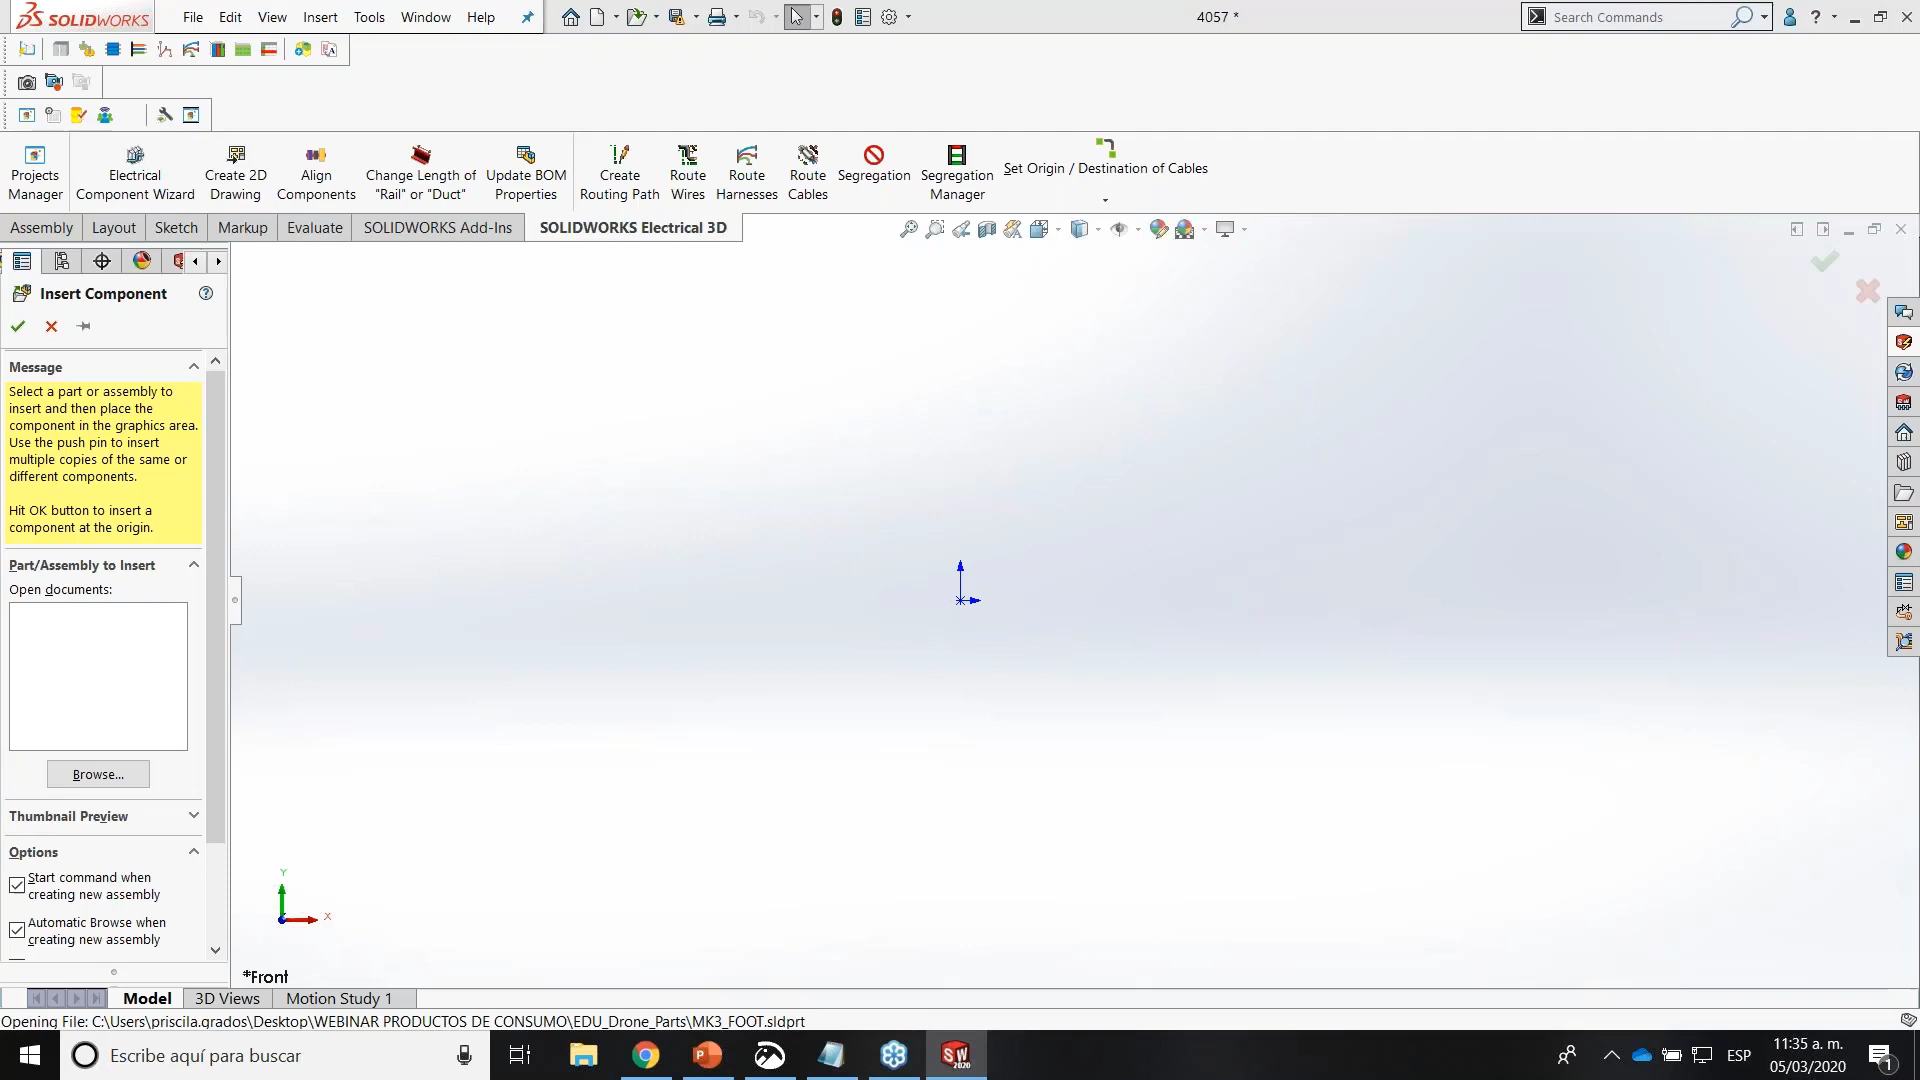 SOLIDWORKS
File Edit View Insert Tools Window Help
4057 *
Search Commands
Projects Manager
Electrical Component Wizard
Create 2D Drawing
Align Components
Change Length of "Rail" or "Duct"
Update BOM Properties
Create Routing Path
Route Wires
Route Harnesses
Route Cables
Segregation
Segregation Manager
Set Origin / Destination of Cables
Assembly Layout Sketch Markup Evaluate SOLIDWORKS Add-Ins SOLIDWORKS Electrical 3D
Insert Component
Message
Select a part or assembly to
insert and then place the
component in the graphics area.
Use the push pin to insert
multiple copies of the same or
different components.
Hit OK button to insert a
component at the origin.
Part/Assembly to Insert
Open documents:
Browse...
Thumbnail Preview
Options
Start command when
creating new assembly
Automatic Browse when
creating new assembly
Y
X
*Front
Model 3D Views Motion Study 1
Opening File: C:\Users\priscila.grados\Desktop\WEBINAR PRODUCTOS DE CONSUMO\EDU_Drone_Parts\MK3_FOOT.sldprt
Escribe aquí para buscar
SW
2020
ESP
11:35 a. m.
05/03/2020
1